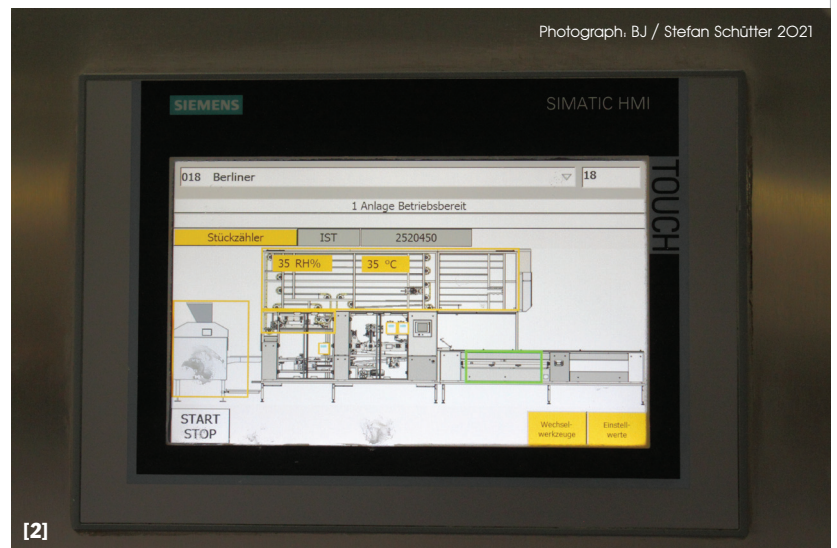 Photograph: BJ / Stefan Schütter 2021
SIEMENS
SIMATIC HMI
TOUCH
018 Berliner
18
1 Anlage Betriebsbereit
Stückzähler IST 2520450
35 RH% 35 °C
START
STOP
Wechsel-
werkzeuge
Einstell-
werte
[2]